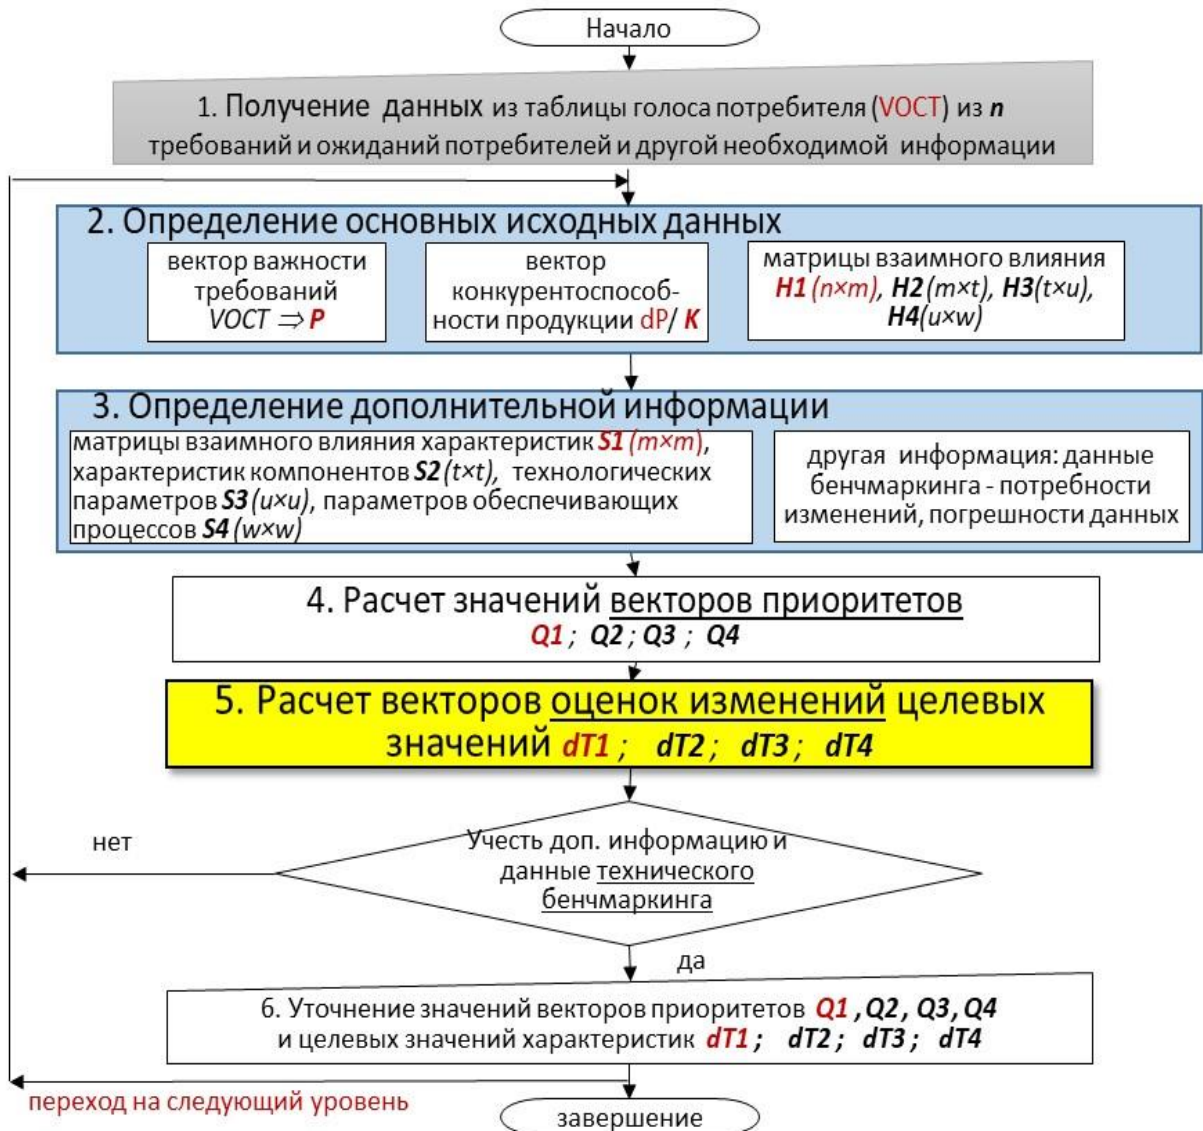 Начало
1. Получение данных из таблицы голоса потребителя (VOCT) из n
требований и ожиданий потребителей и другой необходимой информации
2. Определение основных исходных данных
вектор важности
требований
VOCT ⇒ P
вектор
конкурентоспособ-
ности продукции dP/ K
матрицы взаимного влияния
H1 (n×m), H2 (m×t), H3(t×u),
H4(u×w)
3. Определение дополнительной информации
матрицы взаимного влияния характеристик S1 (m×m),
характеристик компонентов S2 (t×t), технологических
параметров S3 (u×u), параметров обеспечивающих
процессов S4 (w×w)
другая информация: данные
бенчмаркинга - потребности
изменений, погрешности данных
4. Расчет значений векторов приоритетов
Q1 ; Q2 ; Q3 ; Q4
5. Расчет векторов оценок изменений целевых
значений dT1 ; dT2 ; dT3 ; dT4
нет
Учесть доп. информацию и
данные технического
бенчмаркинга
да
6. Уточнение значений векторов приоритетов Q1 , Q2 , Q3, Q4
и целевых значений характеристик dT1 ; dT2 ; dT3 ; dT4
переход на следующий уровень
завершение